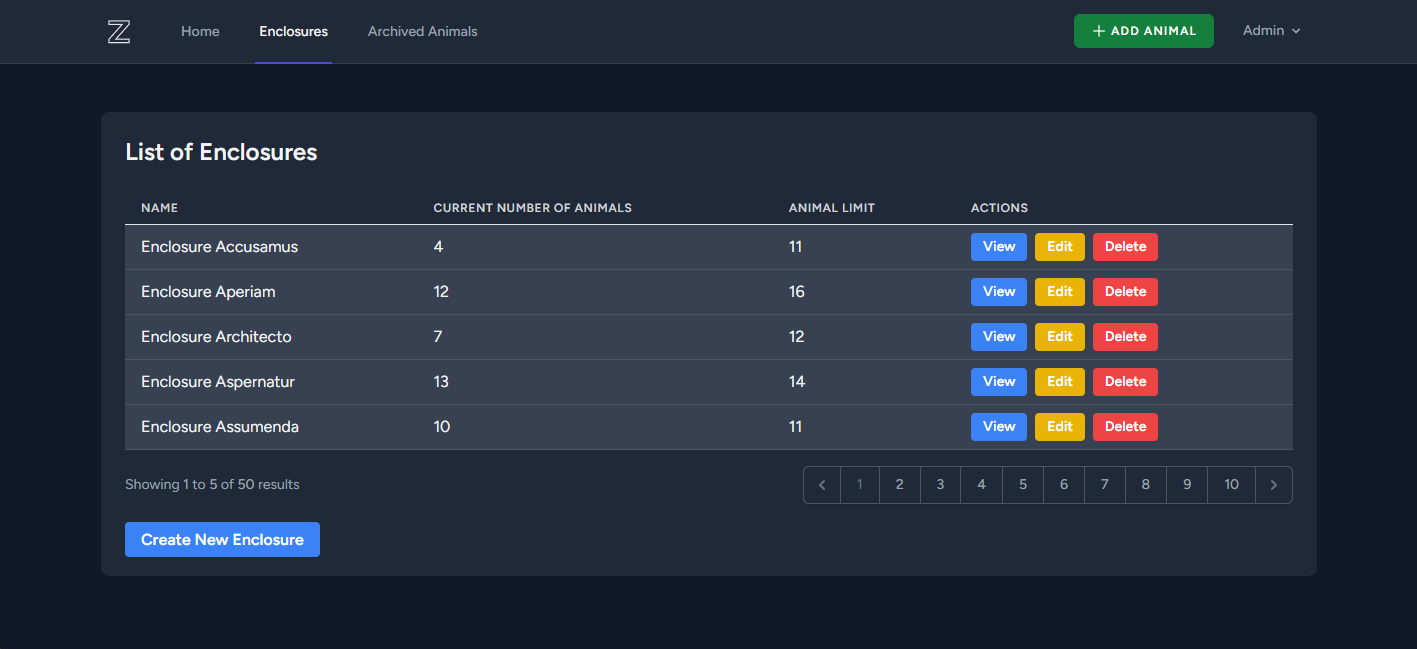 Z Home Enclosures Archived Animals + ADD ANIMAL Admin
List of Enclosures
NAME CURRENT NUMBER OF ANIMALS ANIMAL LIMIT ACTIONS
Enclosure Accusamus 4 11 View Edit Delete
Enclosure Aperiam 12 16 View Edit Delete
Enclosure Architecto 7 12 View Edit Delete
Enclosure Aspernatur 13 14 View Edit Delete
Enclosure Assumenda 10 11 View Edit Delete
Showing 1 to 5 of 50 results < 1 2 3 4 5 6 7 8 9 10 >
Create New Enclosure